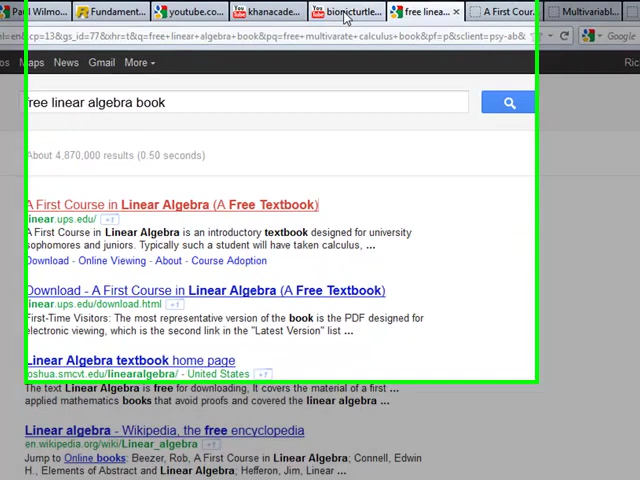 Paul Wilmo... Fundament... youtube.co... khanacade... bionicturtle... free linea... × A First Cour... Multivariabl...
=en&cp=13&gs_id=77&xhr=t&q=free+linear+algebra+book&pq=free+multivarate+calculus+book&pf=p&sclient=psy-ab& Google
os Maps News Gmail More Ric
free linear algebra book
About 4,870,000 results (0.50 seconds)
A First Course in Linear Algebra (A Free Textbook)
linear.ups.edu/ +1
A First Course in Linear Algebra is an introductory textbook designed for university
sophomores and juniors. Typically such a student will have taken calculus, ...
Download - Online Viewing - About - Course Adoption
Download - A First Course in Linear Algebra (A Free Textbook)
linear.ups.edu/download.html +1
First-Time Visitors: The most representative version of the book is the PDF designed for
electronic viewing, which is the second link in the "Latest Version" list ...
Linear Algebra textbook home page
joshua.smcvt.edu/linearalgebra/ - United States +1
The text Linear Algebra is free for downloading, It covers the material of a first ...
applied mathematics books that avoid proofs and covered the linear algebra ...
Linear algebra - Wikipedia, the free encyclopedia
en.wikipedia.org/wiki/Linear_algebra +1
Jump to Online books: Beezer, Rob, A First Course in Linear Algebra; Connell, Edwin
H., Elements of Abstract and Linear Algebra; Hefferon, Jim, Linear ...